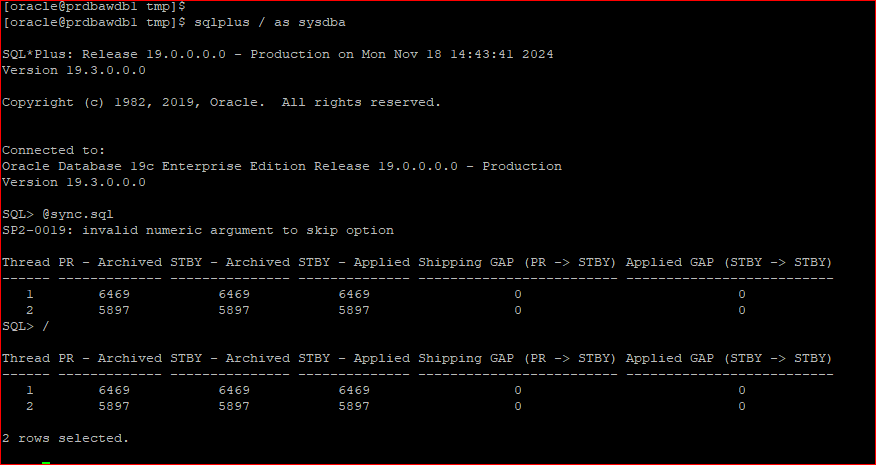 [oracle@prdbawdb1 tmp]$
[oracle@prdbawdb1 tmp]$ sqlplus / as sysdba
SQL*Plus: Release 19.0.0.0.0 - Production on Mon Nov 18 14:43:41 2024
Version 19.3.0.0.0
Copyright (c) 1982, 2019, Oracle.  All rights reserved.
Connected to:
Oracle Database 19c Enterprise Edition Release 19.0.0.0.0 - Production
Version 19.3.0.0.0
SQL> @sync.sql
SP2-0019: invalid numeric argument to skip option
Thread PR - Archived STBY - Archived STBY - Applied Shipping GAP (PR -> STBY) Applied GAP (STBY -> STBY)
------ ------------- --------------- -------------- ------------------------- --------------------------
1 6469 6469 6469 0 0
2 5897 5897 5897 0 0
SQL> /
Thread PR - Archived STBY - Archived STBY - Applied Shipping GAP (PR -> STBY) Applied GAP (STBY -> STBY)
------ ------------- --------------- -------------- ------------------------- --------------------------
1 6469 6469 6469 0 0
2 5897 5897 5897 0 0
2 rows selected.